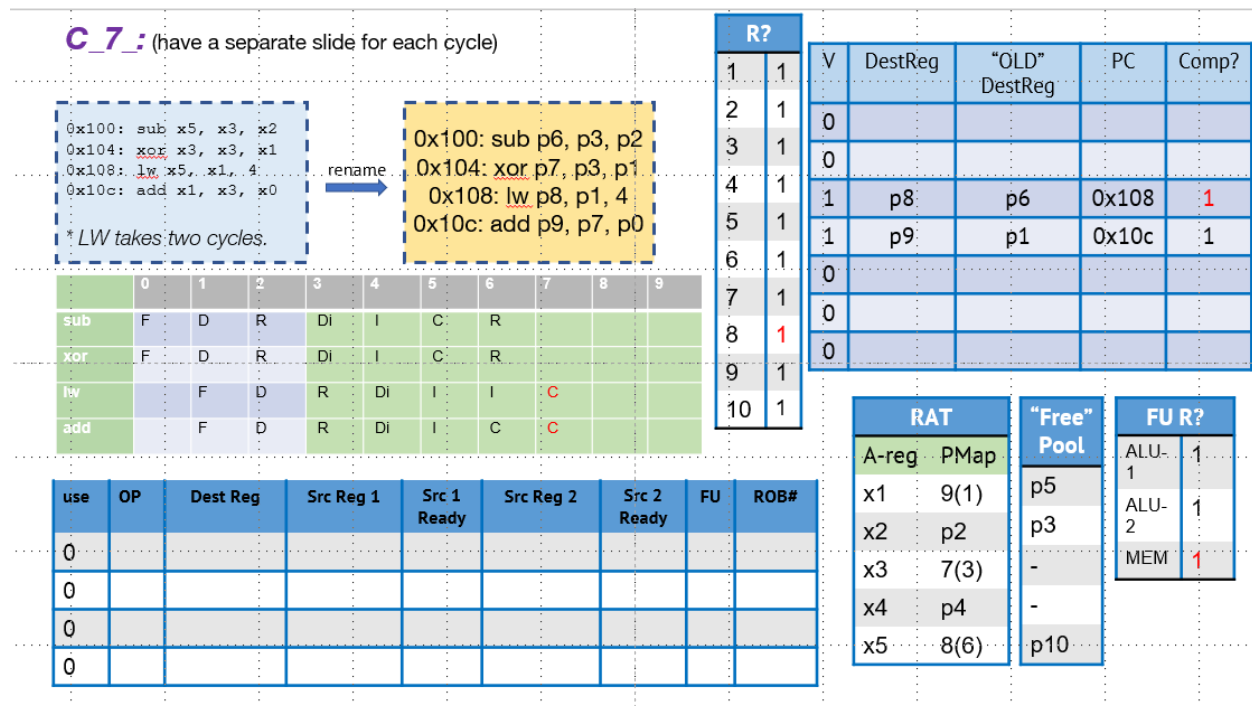 C_7_: (have a separate slide for each cycle)
0x100: sub x5, x3, x2
0x104: xor x3, x3, x1
0x108: lw x5, x1, 4
0x10c: add x1, x3, x0
* LW takes two cycles.
rename
0x100: sub p6, p3, p2
0x104: xor p7, p3, p1
0x108: lw p8, p1, 4
0x10c: add p9, p7, p0
0 1 2 3 4 5 6 7 8 9
sub F D R Di I C R
xor F D R Di I C R
lw F D R Di I I C
add F D R Di I C C
R?
1 1
2 1
3 1
4 1
5 1
6 1
7 1
8 1
9 1
10 1
V DestReg "OLD" DestReg PC Comp?
0
0
1 p8 p6 0x108 1
1 p9 p1 0x10c 1
0
0
0
use OP Dest Reg Src Reg 1 Src 1 Ready Src Reg 2 Src 2 Ready FU ROB#
0
0
0
0
RAT
A-reg PMap
x1 9(1)
x2 p2
x3 7(3)
x4 p4
x5 8(6)
"Free" Pool
p5
p3
-
-
p10
FU R?
ALU-1 1
ALU-2 1
MEM 1